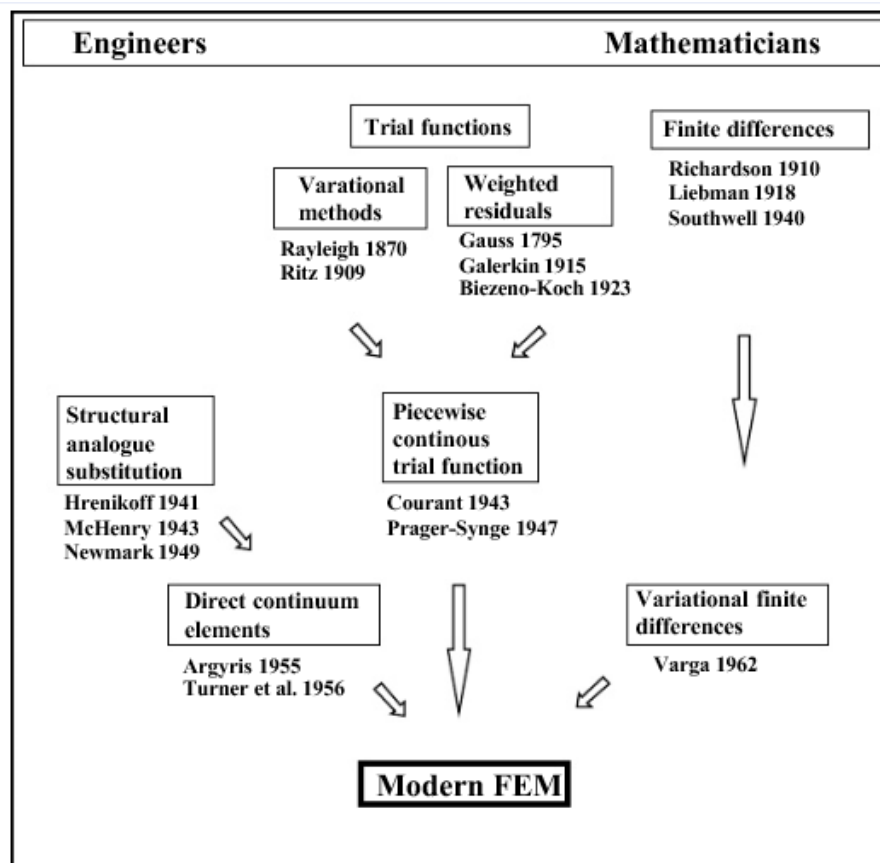 Engineers
Mathematicians
Trial functions
Finite differences
Richardson 1910
Liebman 1918
Southwell 1940
Varational
methods
Rayleigh 1870
Ritz 1909
Weighted
residuals
Gauss 1795
Galerkin 1915
Biezeno-Koch 1923
Structural
analogue
substitution
Hrenikoff 1941
McHenry 1943
Newmark 1949
Piecewise
continous
trial function
Courant 1943
Prager-Synge 1947
Direct continuum
elements
Argyris 1955
Turner et al. 1956
Variational finite
differences
Varga 1962
Modern FEM